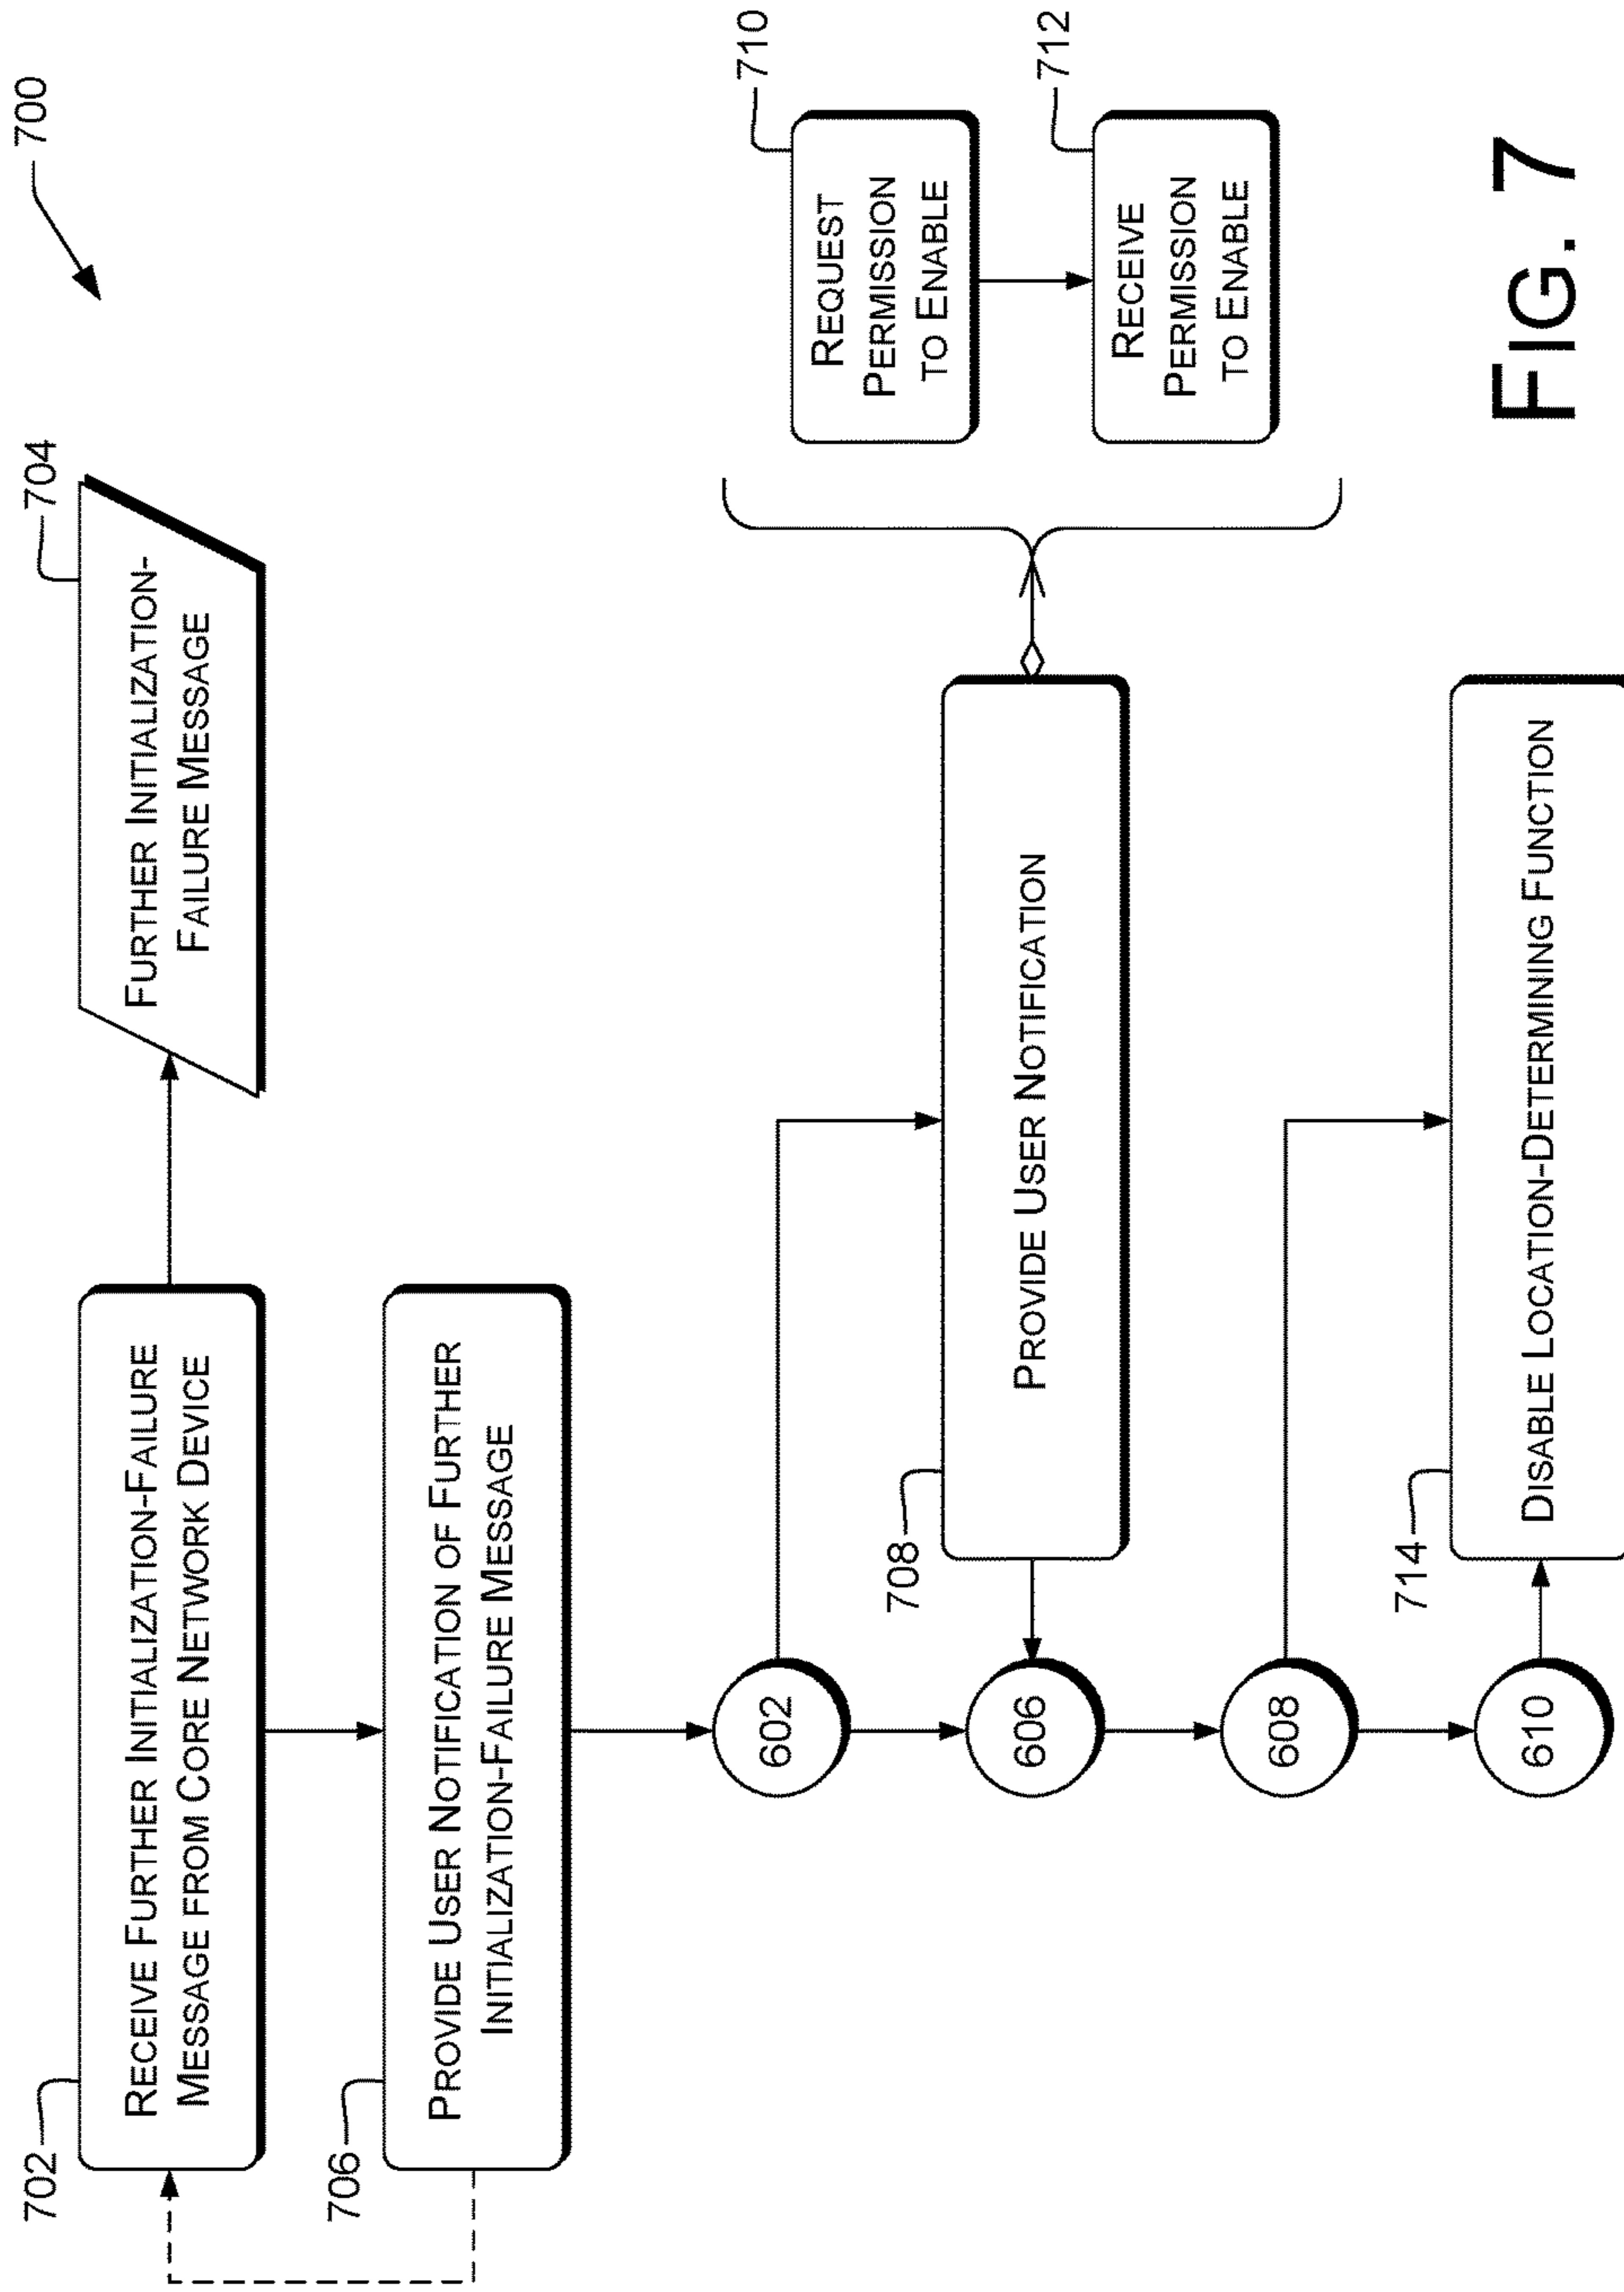 700
702
RECEIVE FURTHER INITIALIZATION-FAILURE
MESSAGE FROM CORE NETWORK DEVICE
704
FURTHER INITIALIZATION-
FAILURE MESSAGE
706
PROVIDE USER NOTIFICATION OF FURTHER
INITIALIZATION-FAILURE MESSAGE
602
708
PROVIDE USER NOTIFICATION
606
710
REQUEST
PERMISSION
TO ENABLE
712
RECEIVE
PERMISSION
TO ENABLE
608
714
DISABLE LOCATION-DETERMINING FUNCTION
610
FIG. 7